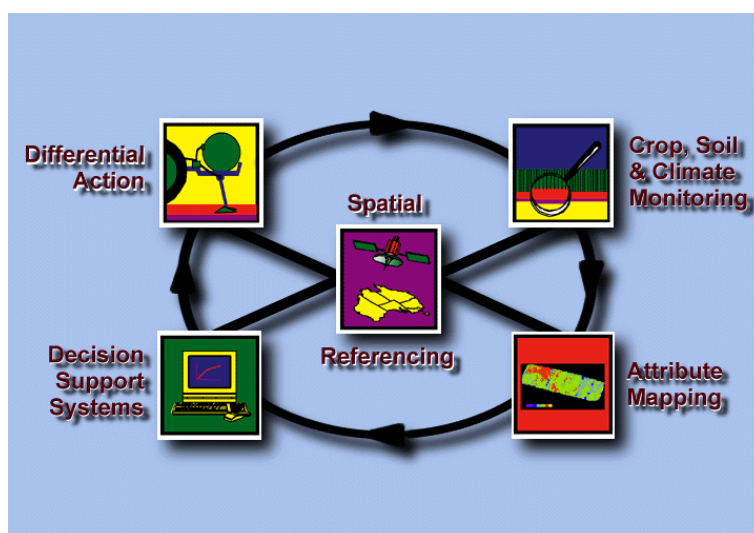 Differential
Action
Crop, Soil
& Climate
Monitoring
Spatial
Referencing
Decision
Support
Systems
Attribute
Mapping